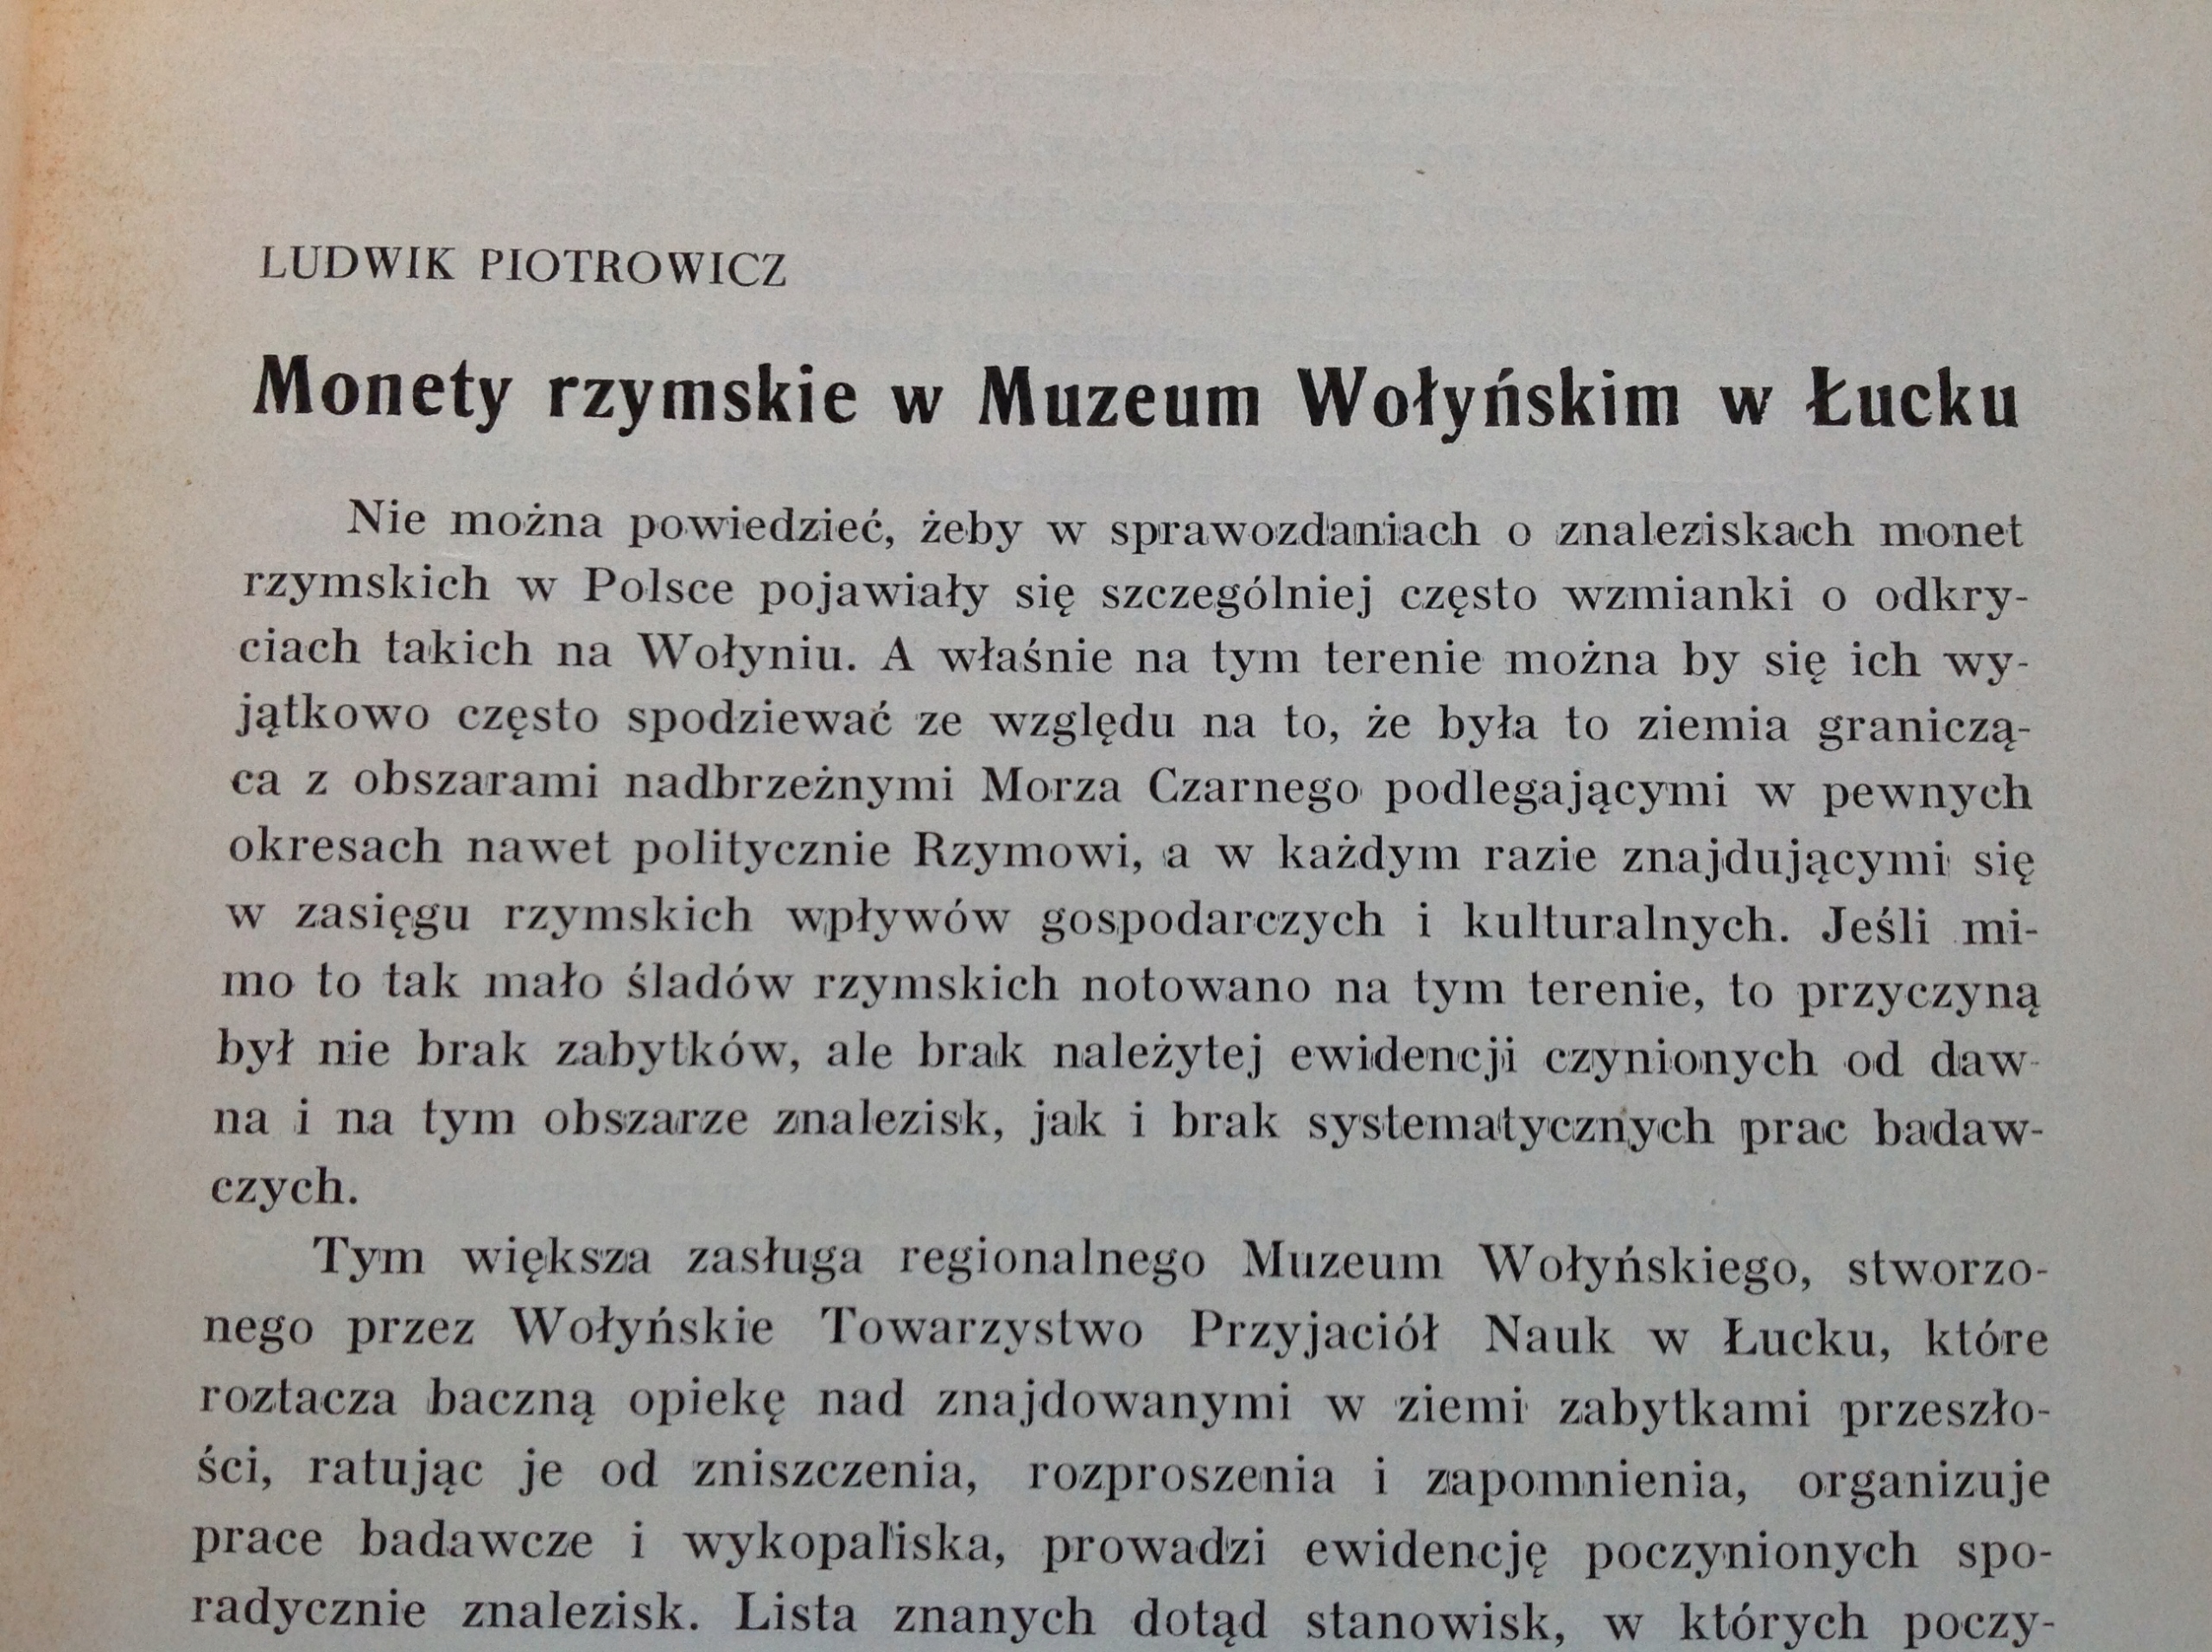 LUDWIK PIOTROWICZ
Monety rzymskie w Muzeum Wołyńskim w Łucku
Nie można powiedzieć, żeby w sprawozdaniach o znaleziskach monet
rzymskich w Polsce pojawiały się szczególniej często wzmianki o odkry-
ciach takich na Wołyniu. A właśnie na tym terenie można by się ich wy-
jątkowo często spodziewać ze względu na to, że była to ziemia granicza-
ca z obszarami nadbrzeżnymi Morza Czarnego podlegającymi w pewnych
okresach nawet politycznie Rzymowi, a w każdym razie znajdującymi się
w zasięgu rzymskich wpływów gospodarczych i kulturalnych. Jeśli mi-
mo to tak mało śladów rzymskich notowano na tym terenie, to przyczyną
był nie brak zabytków, ale brak należytej ewidencji czynionych od daw-
na i na tym obszarze znalezisk, jak i brak systematycznych prac badaw-
czych.
Tym większa zasługa regionalnego Muzeum Wołyńskiego, stworzo-
nego przez Wołyńskie Towarzystwo Przyjaciół Nauk w Łucku, które
roztacza baczną opiekę nad znajdowanymi w ziemi zabytkami przeszło-
ści, ratując je od zniszczenia, rozproszenia i zapomnienia, organizuje
prace badawcze i wykopaliska, prowadzi ewidencję poczynionych spo-
radycznie znalezisk. Lista znanych dotąd stanowisk, w których poczy-